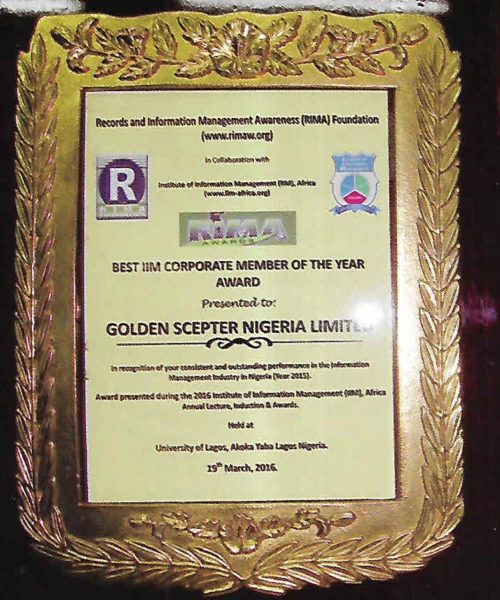 Records and Information Management Awareness (RIMA) Foundation
(www.rimaw.org)
In Collaboration with
Institute of Information Management (IIM), Africa
(www.iim-africa.org)
R
RIMA
RIMA
AWARDS
BEST IIM CORPORATE MEMBER OF THE YEAR
AWARD
Presented to:
GOLDEN SCEPTER NIGERIA LIMITED
In recognition of your consistent and outstanding performance in the Information
Management Industry in Nigeria (Year 2015).
Award presented during the 2016 Institute of Information Management (IIM), Africa
Annual Lecture, Induction & Awards.
Held at
University of Lagos, Akoka Yaba Lagos Nigeria.
19th March, 2016.